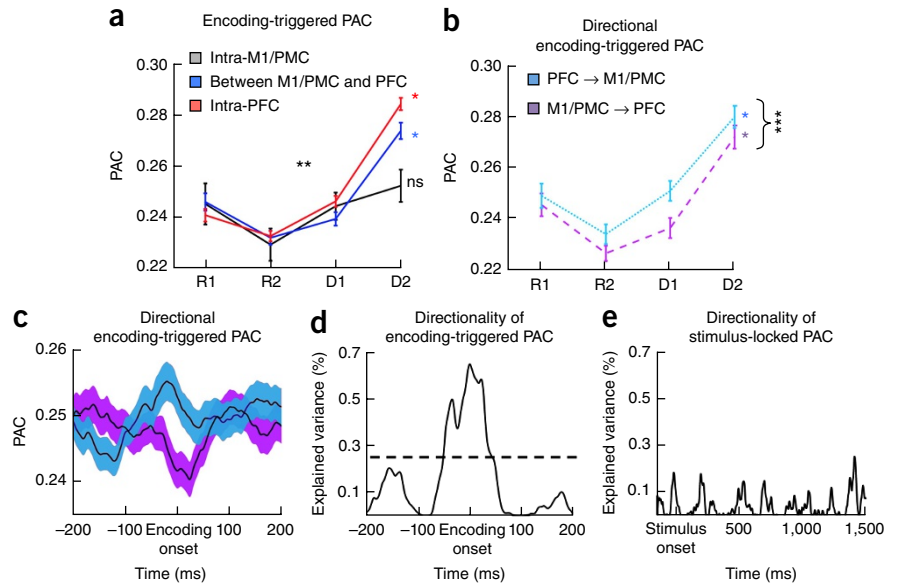 a
Encoding-triggered PAC
Intra-M1/PMC
Between M1/PMC and PFC
Intra-PFC
PAC
0.30
0.28
0.26
0.24
0.22
**
*
*
ns
R1 R2 D1 D2
b
Directional
encoding-triggered PAC
PFC → M1/PMC
M1/PMC → PFC
PAC
0.30
0.28
0.26
0.24
0.22
*
*
***
R1 R2 D1 D2
c
Directional
encoding-triggered PAC
PAC
0.26
0.25
0.24
−200 −100 Encoding 100 200
onset
Time (ms)
d
Directionality of
encoding-triggered PAC
Explained variance (%)
0.7
0.5
0.3
0.1
−200 −100 Encoding 100 200
onset
Time (ms)
e
Directionality of
stimulus-locked PAC
Explained variance (%)
0.7
0.5
0.3
0.1
Stimulus 500 1,000 1,500
onset
Time (ms)